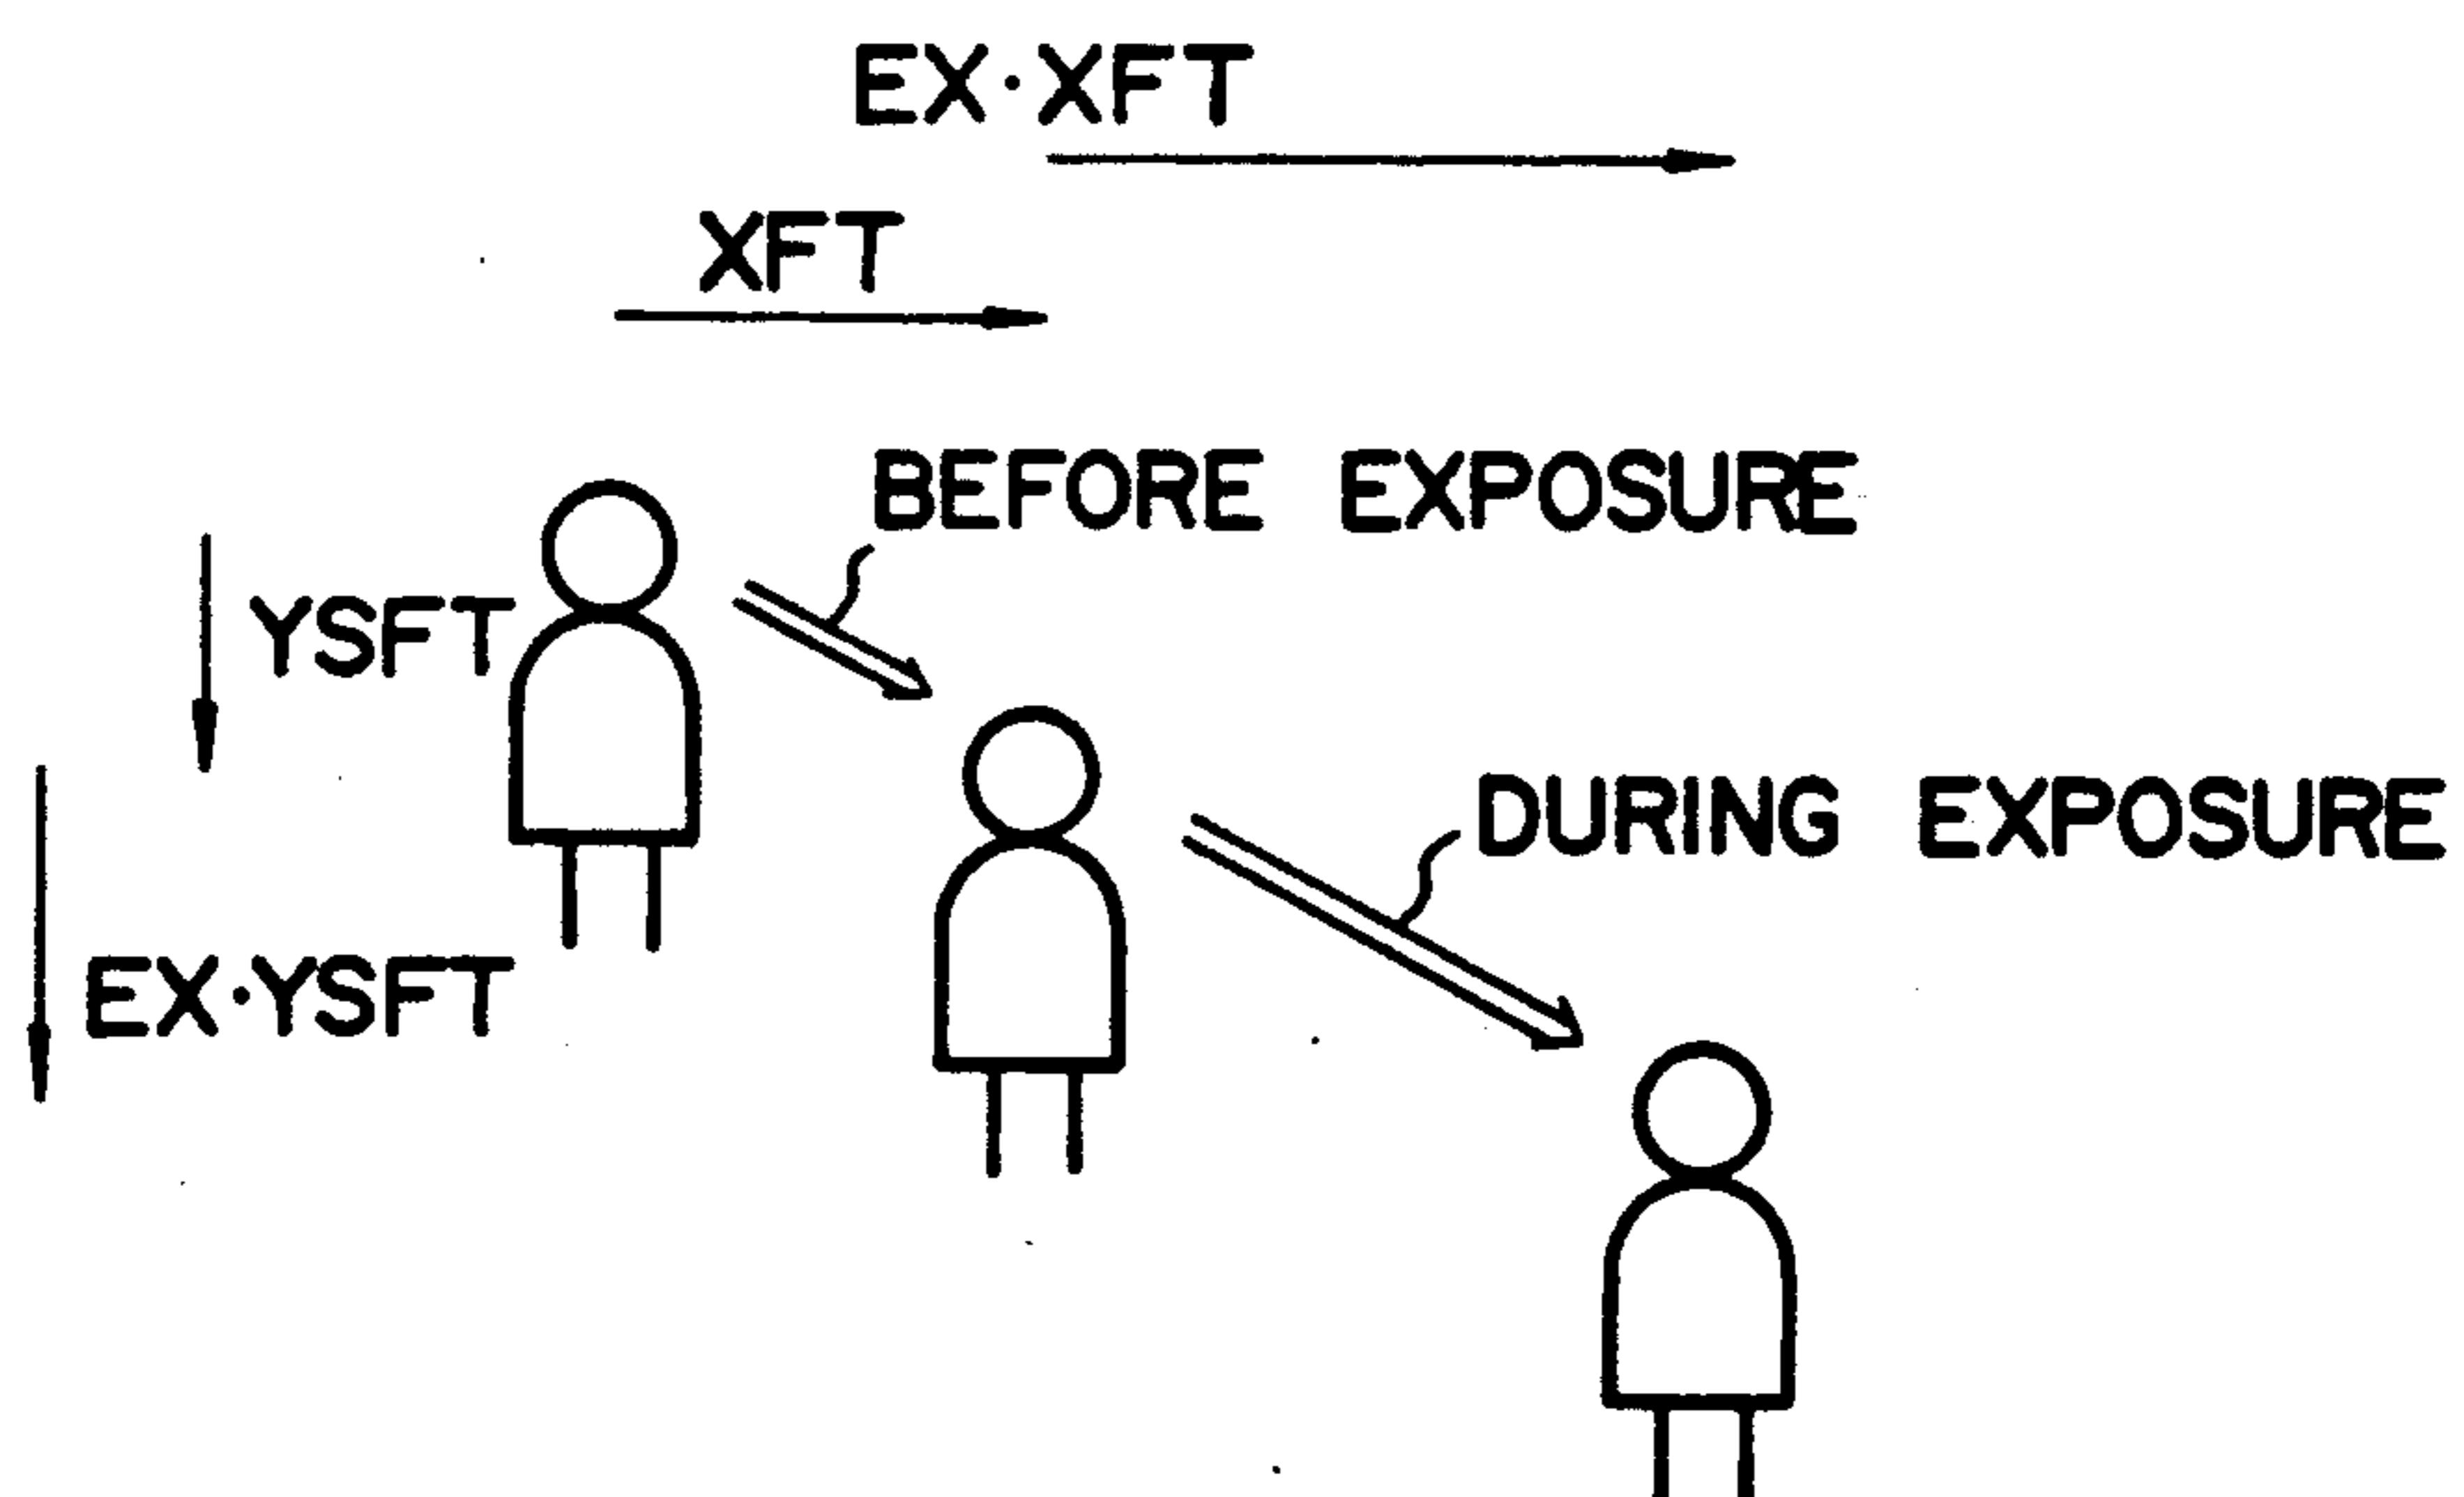 EX·XFT
XFT
BEFORE EXPOSURE
YSFT
DURING EXPOSURE
EX·YSFT